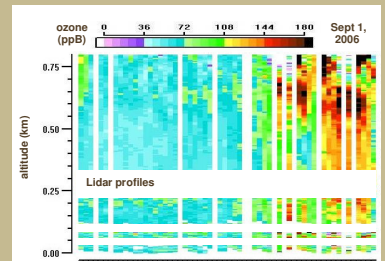 ozone 0 36 72 108 144 180 Sept 1,
(ppB) 2006
0.75
0.50
altitude (km)
0.25
Lidar profiles
0.00